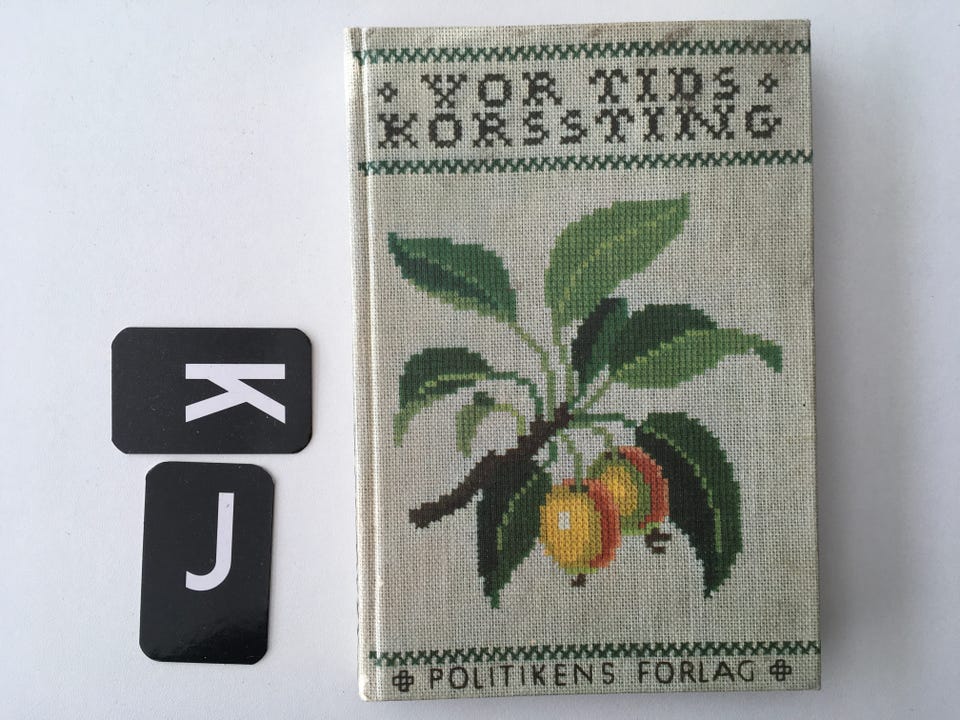 VOR TIDS
KORSSTING
K
J
POLITIKENS FORLAG